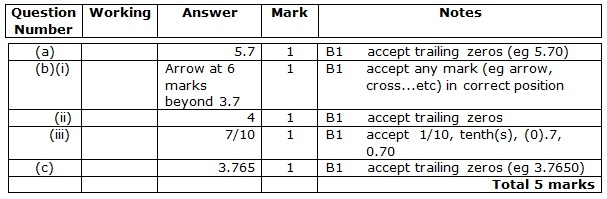 Question Number Working Answer Mark Notes
(a) 5.7 1 B1 accept trailing zeros (eg 5.70)
(b)(i) Arrow at 6 marks beyond 3.7 1 B1 accept any mark (eg arrow, cross...etc) in correct position
(ii) 4 1 B1 accept trailing zeros
(iii) 7/10 1 B1 accept 1/10, tenth(s), (0).7, 0.70
(c) 3.765 1 B1 accept trailing zeros (eg 3.7650)
Total 5 marks